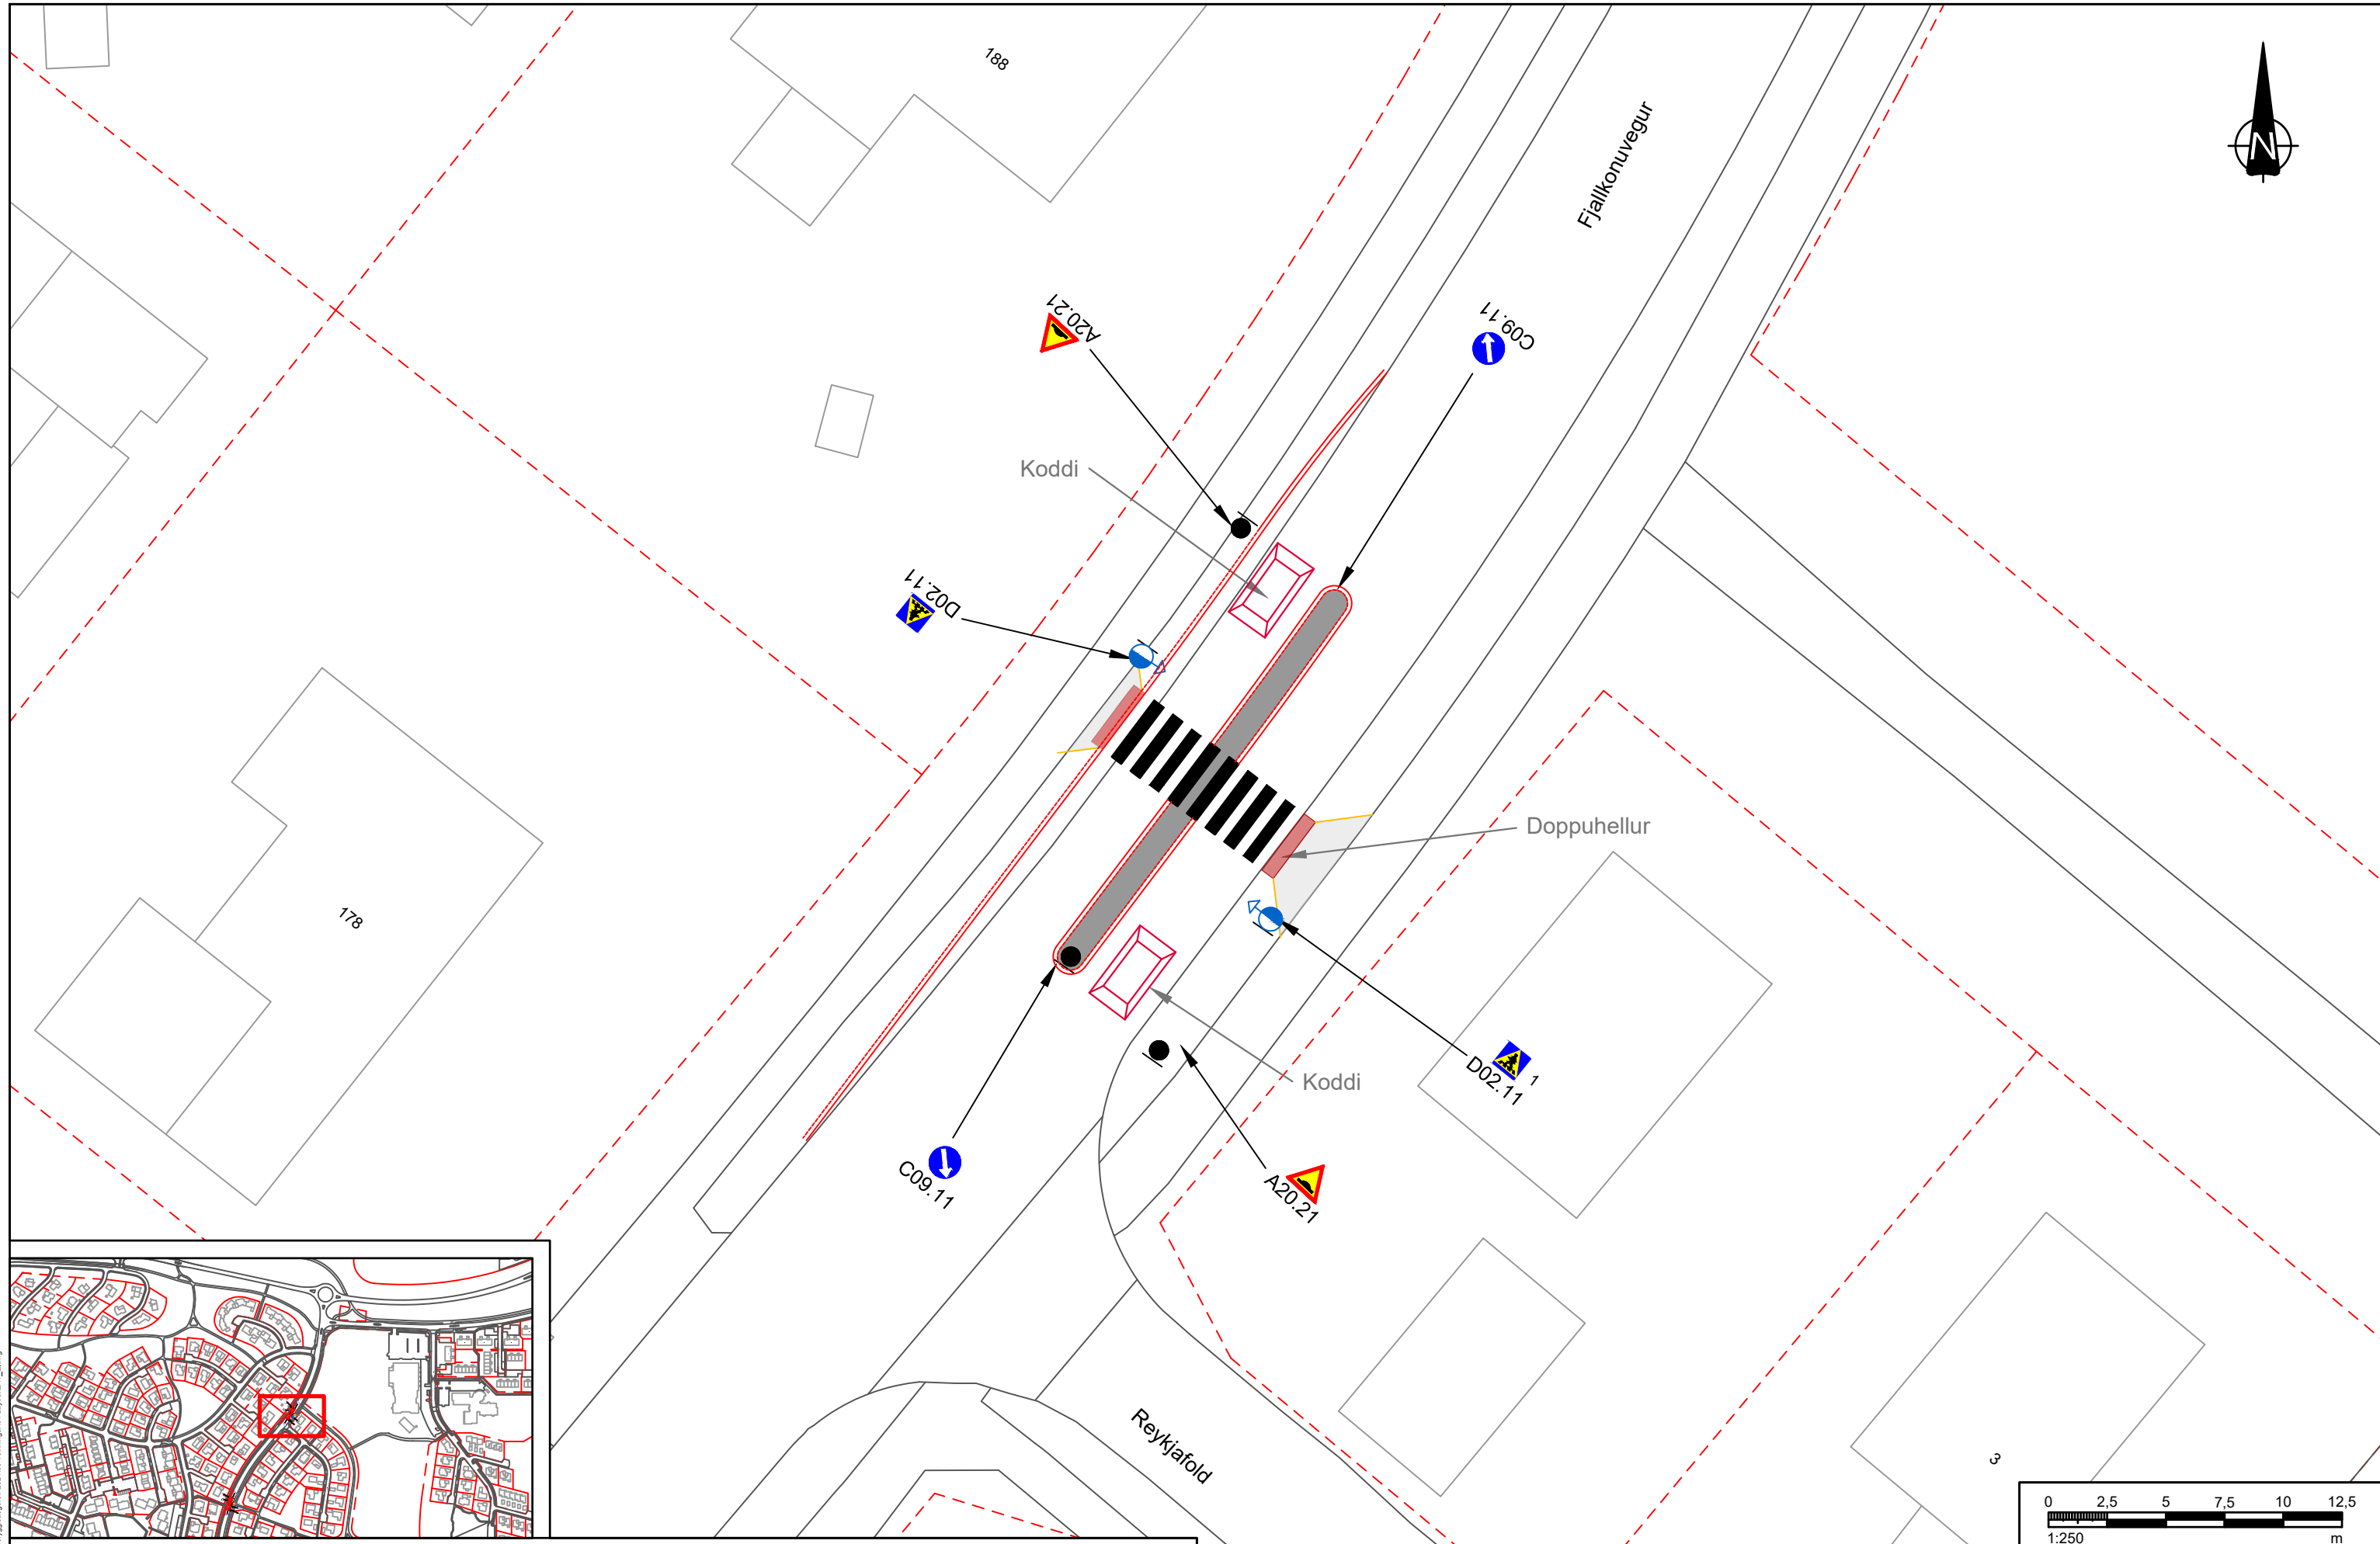 188
Fjallkonuvegur
N
A20.21
C09.11
Koddi
D02.11
Doppuhellur
178
D02.11
1
Koddi
C09.11
A20.21
Reykjafold
3
0 2,5 5 7,5 10 12,5
1:250 m